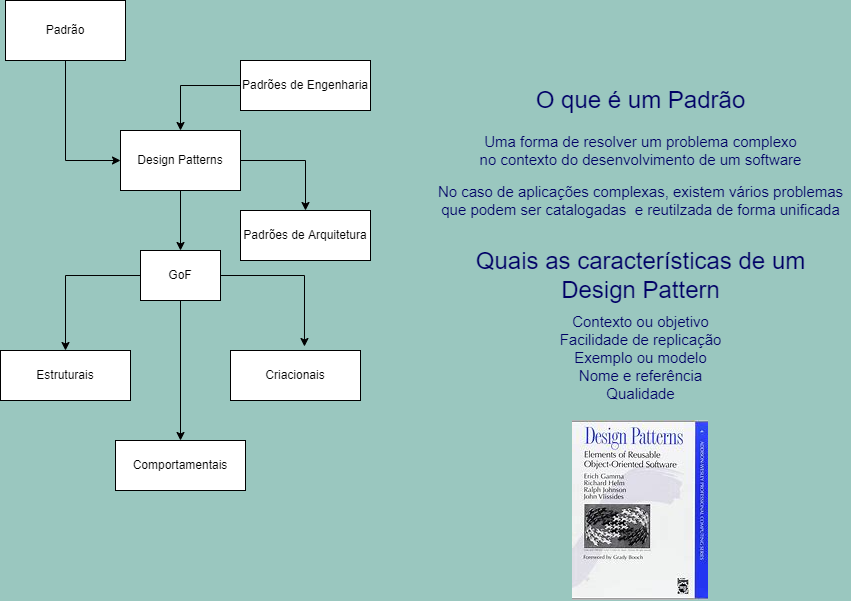 Padrão
Padrões de Engenharia
Design Patterns
Padrões de Arquitetura
GoF
Estruturais
Criacionais
Comportamentais
O que é um Padrão
Uma forma de resolver um problema complexo
no contexto do desenvolvimento de um software
No caso de aplicações complexas, existem vários problemas
que podem ser catalogadas e reutilzada de forma unificada
Quais as características de um
Design Pattern
Contexto ou objetivo
Facilidade de replicação
Exemplo ou modelo
Nome e referência
Qualidade
Design Patterns
Elements of Reusable
Object-Oriented Software
Erich Gamma
Richard Helm
Ralph Johnson
John Vlissides
Foreword by Grady Booch
ADDISON-WESLEY PROFESSIONAL COMPUTING SERIES